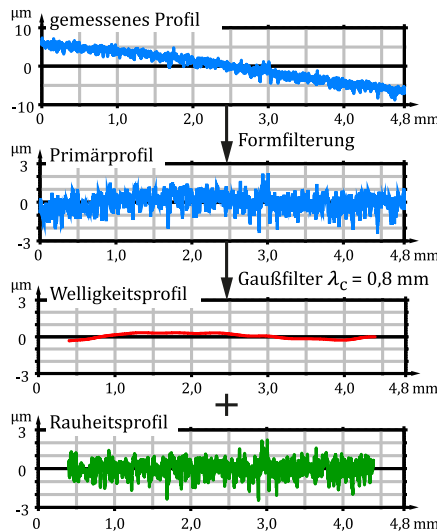 µm
10
gemessenes Profil
0
-10
0 1,0 2,0 3,0 4,0 4,8 mm
Formfilterung
µm
3
Primärprofil
0
-3
0 1,0 2,0 3,0 4,0 4,8 mm
Gaußfilter λc = 0,8 mm
µm
3
Welligkeitsprofil
0
-3
0 1,0 2,0 3,0 4,0 4,8 mm
+
µm
3
Rauheitsprofil
0
-3
0 1,0 2,0 3,0 4,0 4,8 mm